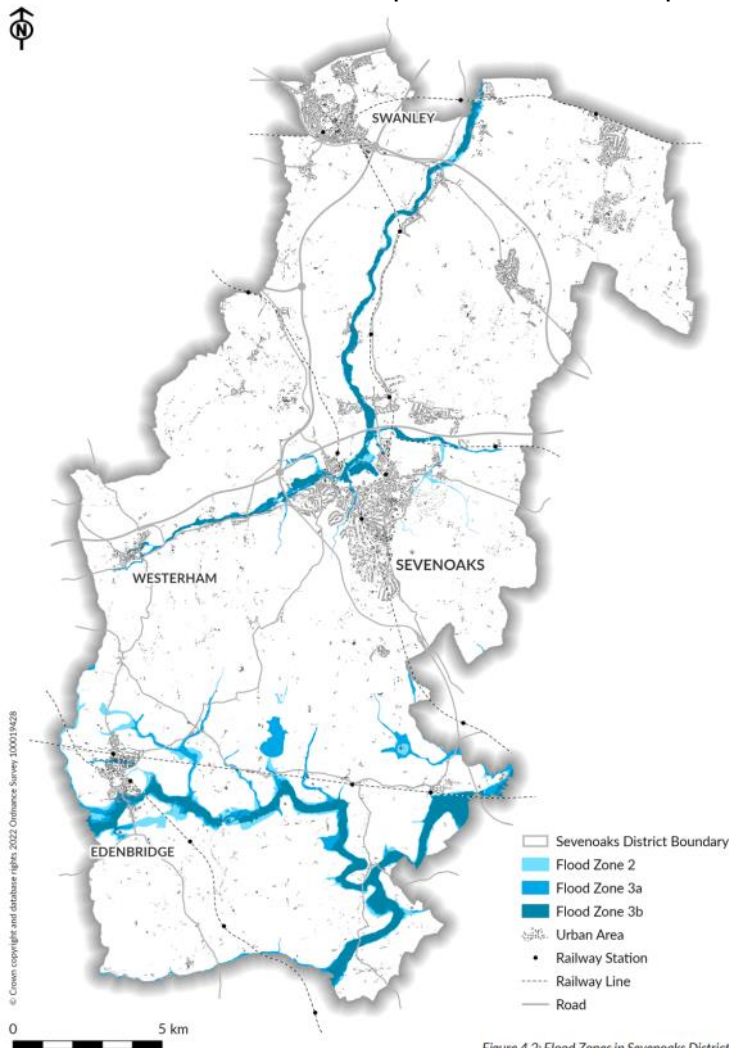 N
SWANLEY
SEVENOAKS
WESTERHAM
EDENBRIDGE
Sevenoaks District Boundary
Flood Zone 2
Flood Zone 3a
Flood Zone 3b
Urban Area
Railway Station
Railway Line
Road
© Crown copyright and database rights 2022 Ordnance Survey 100019428
0 5 km
Figure 4.2: Flood Zones in Sevenoaks District